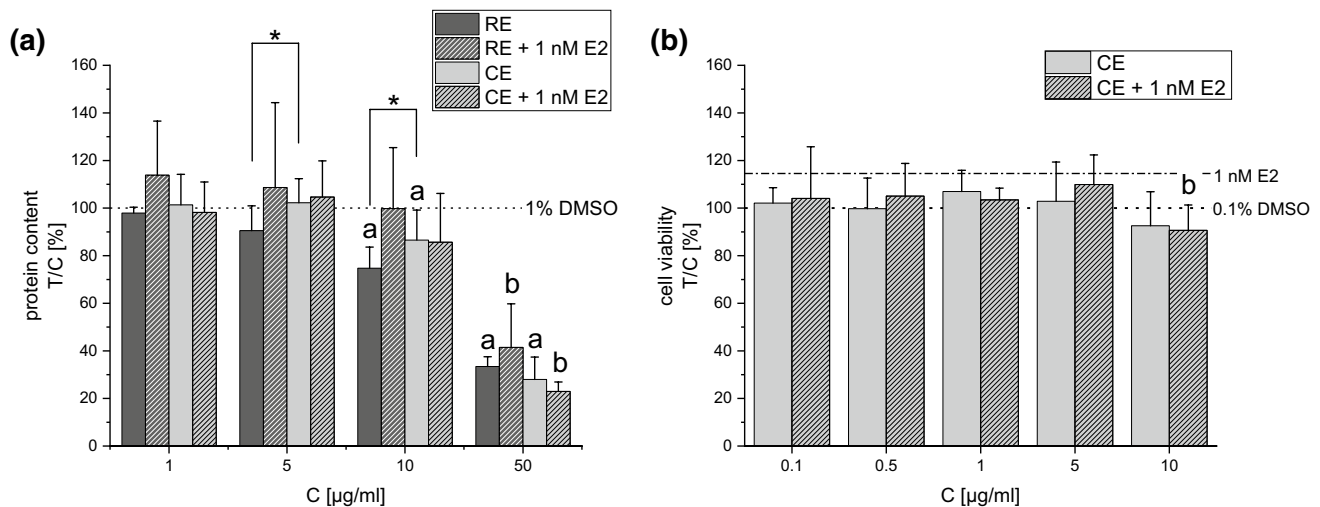 (a)
RE
RE + 1 nM E2
CE
CE + 1 nM E2
*
*
160
140
120
100
80
60
40
20
0
protein content
T/C [%]
1% DMSO
a
a
a
b
a
b
1
5
10
50
C [µg/ml]
(b)
CE
CE + 1 nM E2
160
140
120
100
80
60
40
20
0
cell viability
T/C [%]
1 nM E2
0.1% DMSO
b
0.1
0.5
1
5
10
C [µg/ml]